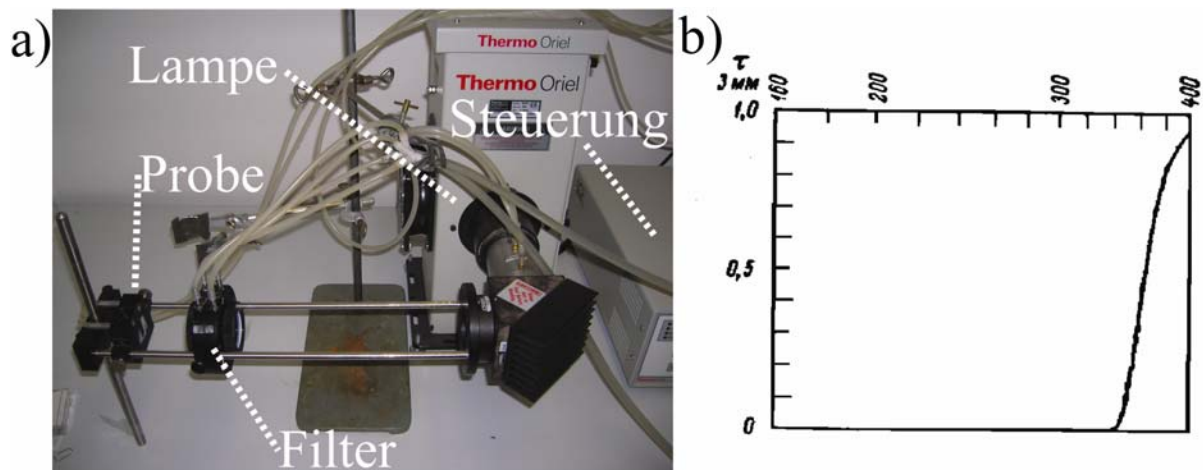 a)
Lampe
Thermo Oriel
Thermo Oriel
Steuerung
Probe
Filter
b)
τ
3 мм
160
200
300
400
1,0
0,5
0